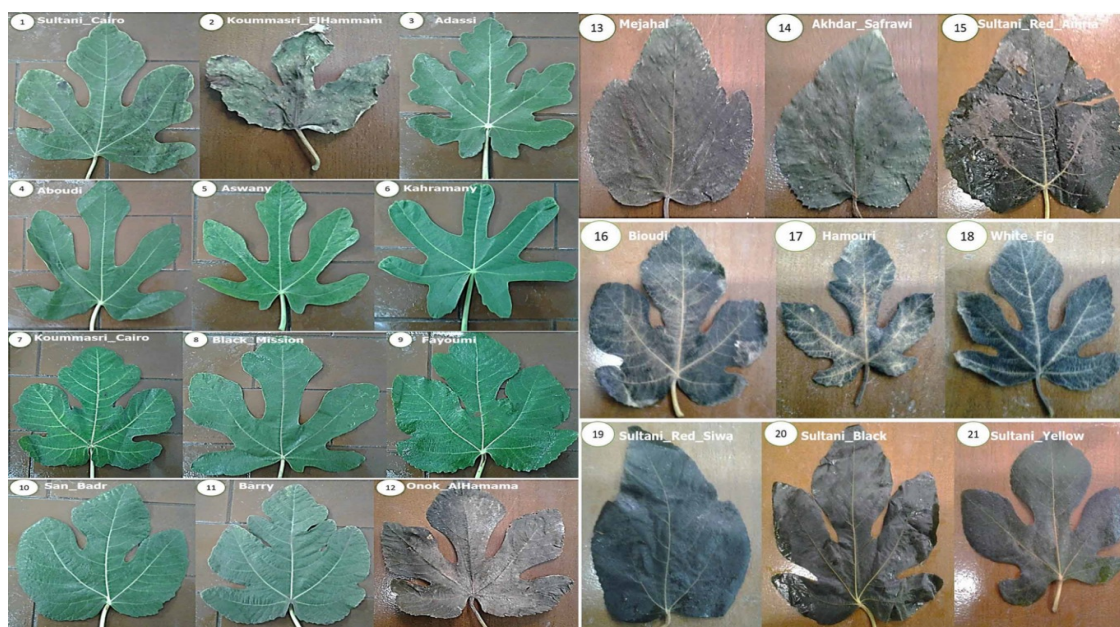 1 Sultani_Cairo
2 Koummasri_ElHammam
3 Adassi
4 Aboudi
5 Aswany
6 Kahramany
7 Koummasri_Cairo
8 Black_Mission
9 Fayoumi
10 San_Badr
11 Barry
12 Onok_AlHamama
13 Mejahal
14 Akhdar_Safrawi
15 Sultani_Red_
16 Bioudi
17 Hamouri
18 White_Fig
19 Sultani_Red_Siwa
20 Sultani_Black
21 Sultani_Yellow